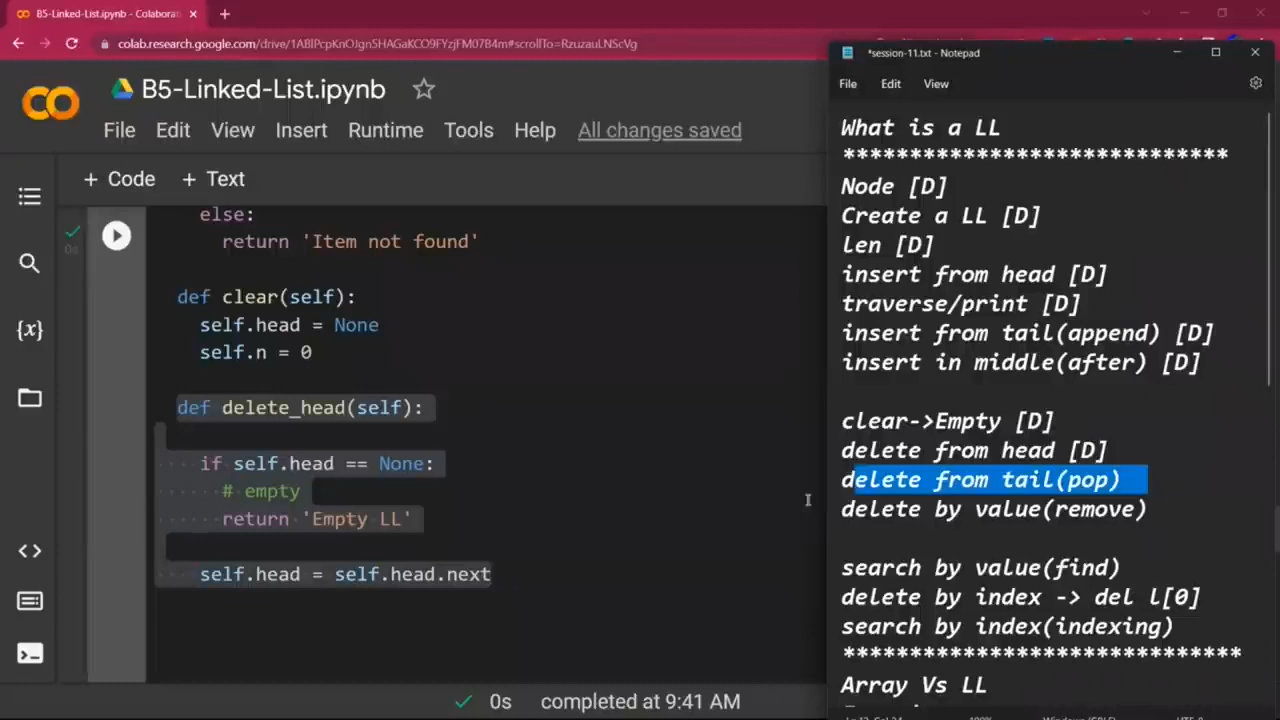 B5-Linked-List.ipynb - Colaborat
colab.research.google.com/drive/1ABlPcpKnOJgn5HAGaKCO9FYzjFM07B4m#scrollTo=RzuzauLNScVg
B5-Linked-List.ipynb
File Edit View Insert Runtime Tools Help All changes saved
+ Code + Text
0s
else:
return 'Item not found'
def clear(self):
self.head = None
self.n = 0
def delete_head(self):
if self.head == None:
# empty
return 'Empty LL'
self.head = self.head.next
0s completed at 9:41 AM
*session-11.txt - Notepad
File Edit View
What is a LL
*****************************
Node [D]
Create a LL [D]
len [D]
insert from head [D]
traverse/print [D]
insert from tail(append) [D]
insert in middle(after) [D]
clear->Empty [D]
delete from head [D]
delete from tail(pop)
delete by value(remove)
search by value(find)
delete by index -> del l[0]
search by index(indexing)
******************************
Array Vs LL